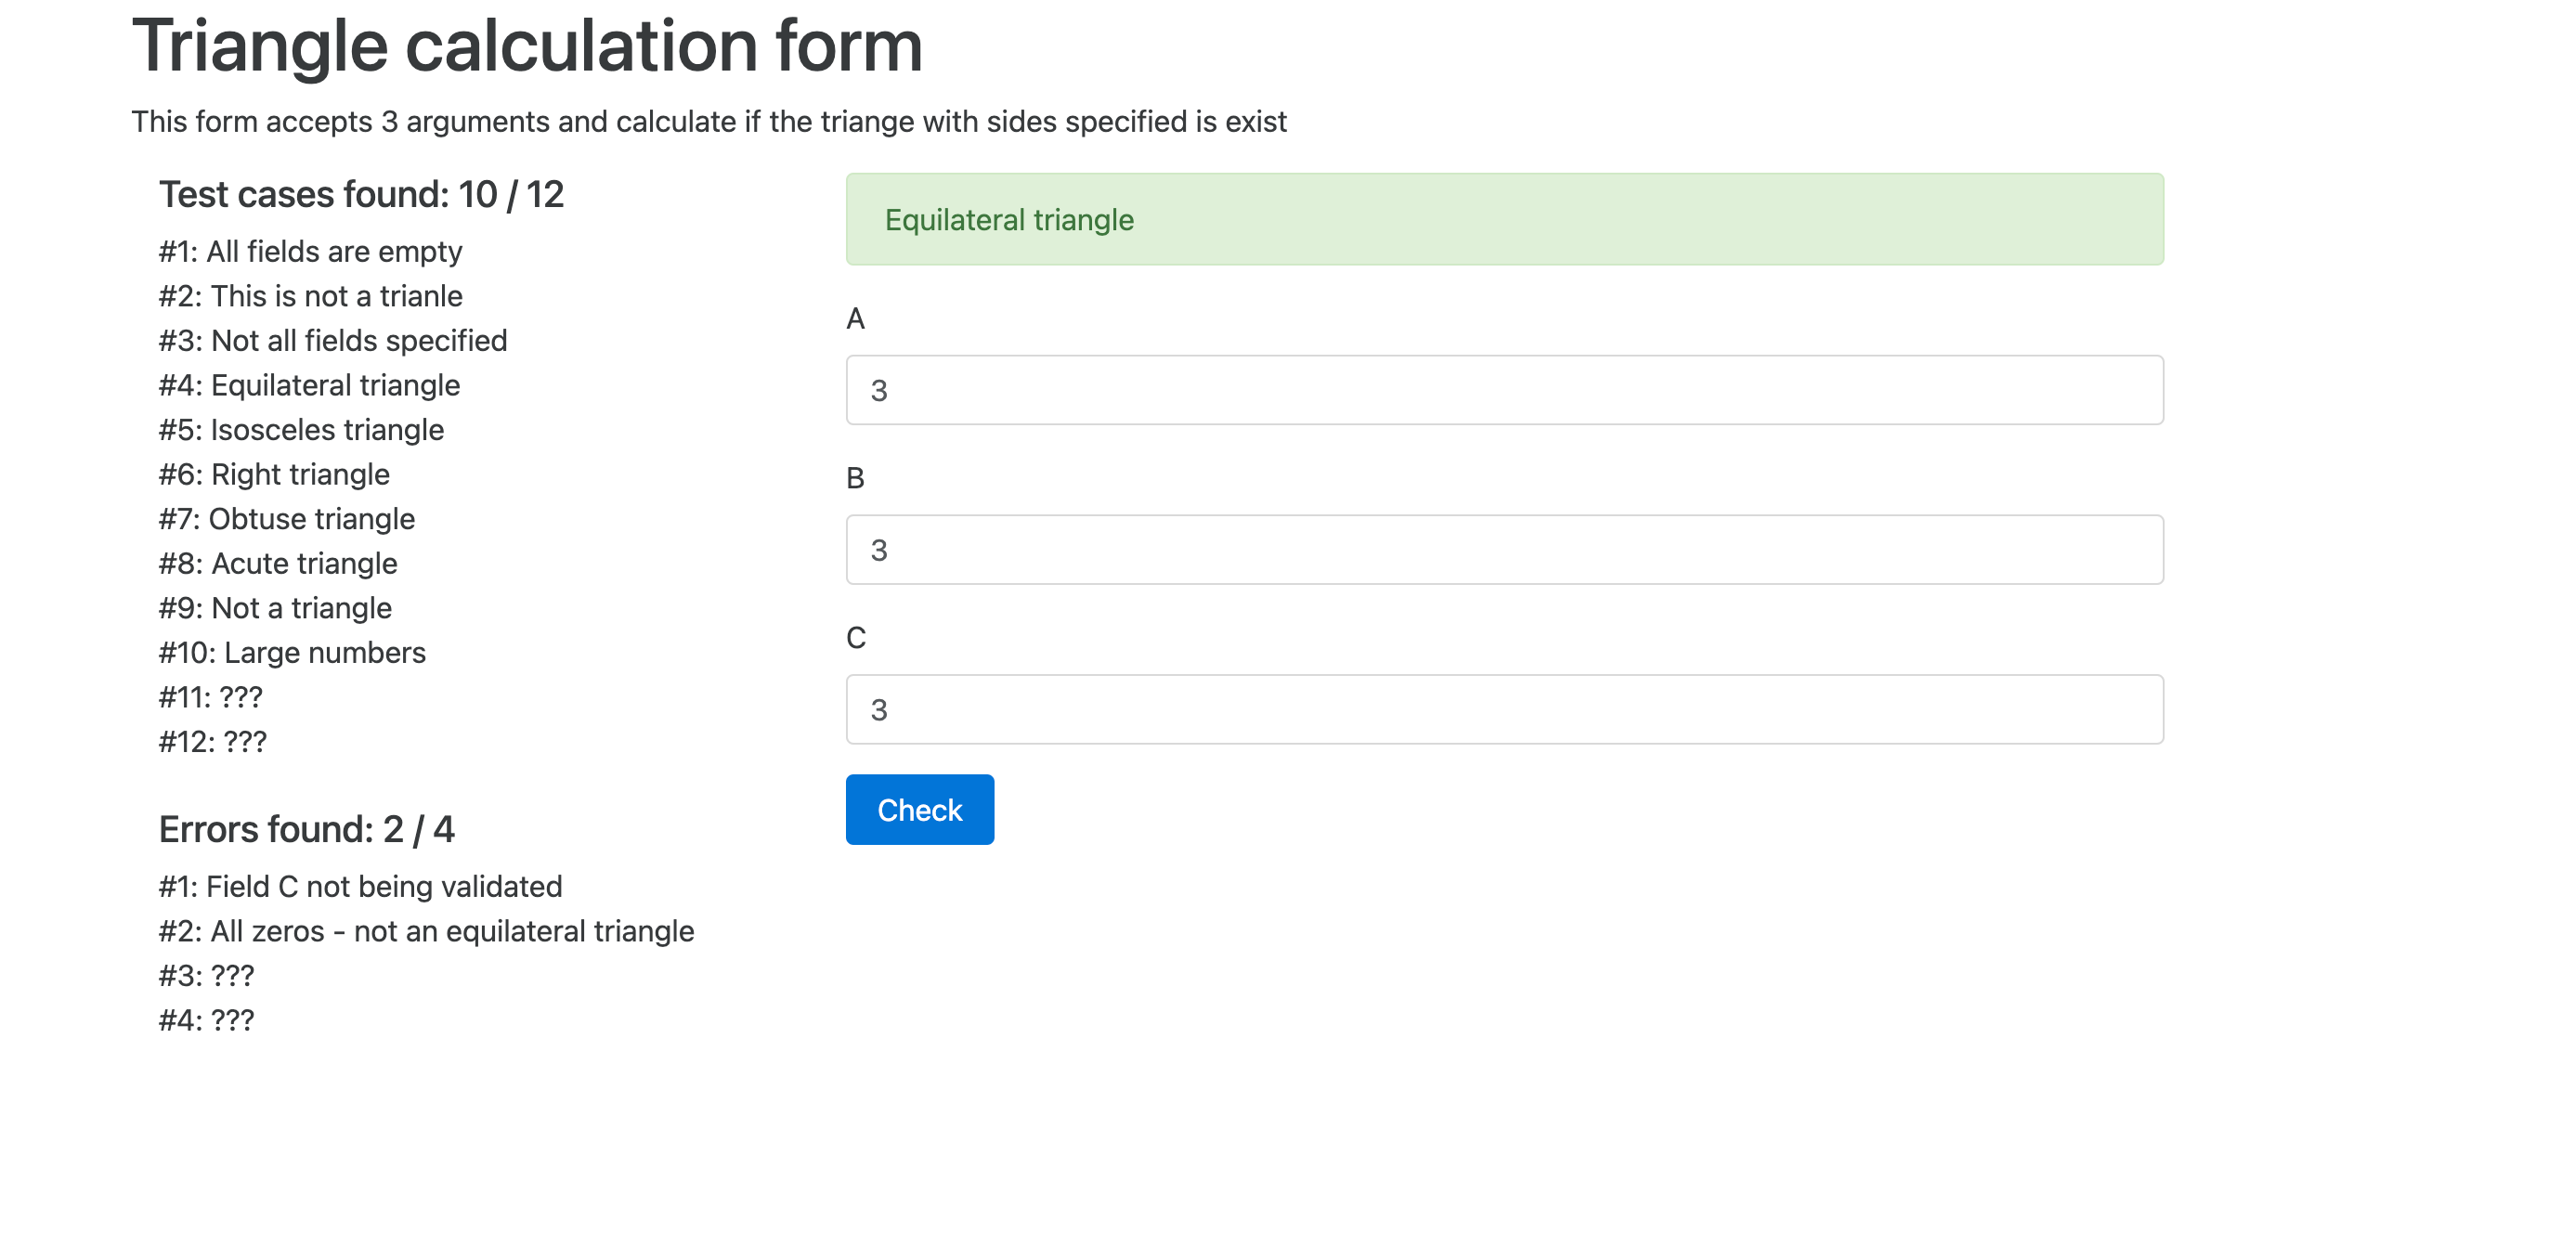 Triangle calculation form
This form accepts 3 arguments and calculate if the triange with sides specified is exist
Test cases found: 10 / 12
#1: All fields are empty
#2: This is not a trianle
#3: Not all fields specified
#4: Equilateral triangle
#5: Isosceles triangle
#6: Right triangle
#7: Obtuse triangle
#8: Acute triangle
#9: Not a triangle
#10: Large numbers
#11: ???
#12: ???
Errors found: 2 / 4
#1: Field C not being validated
#2: All zeros - not an equilateral triangle
#3: ???
#4: ???
Equilateral triangle
A
3
B
3
C
3
Check